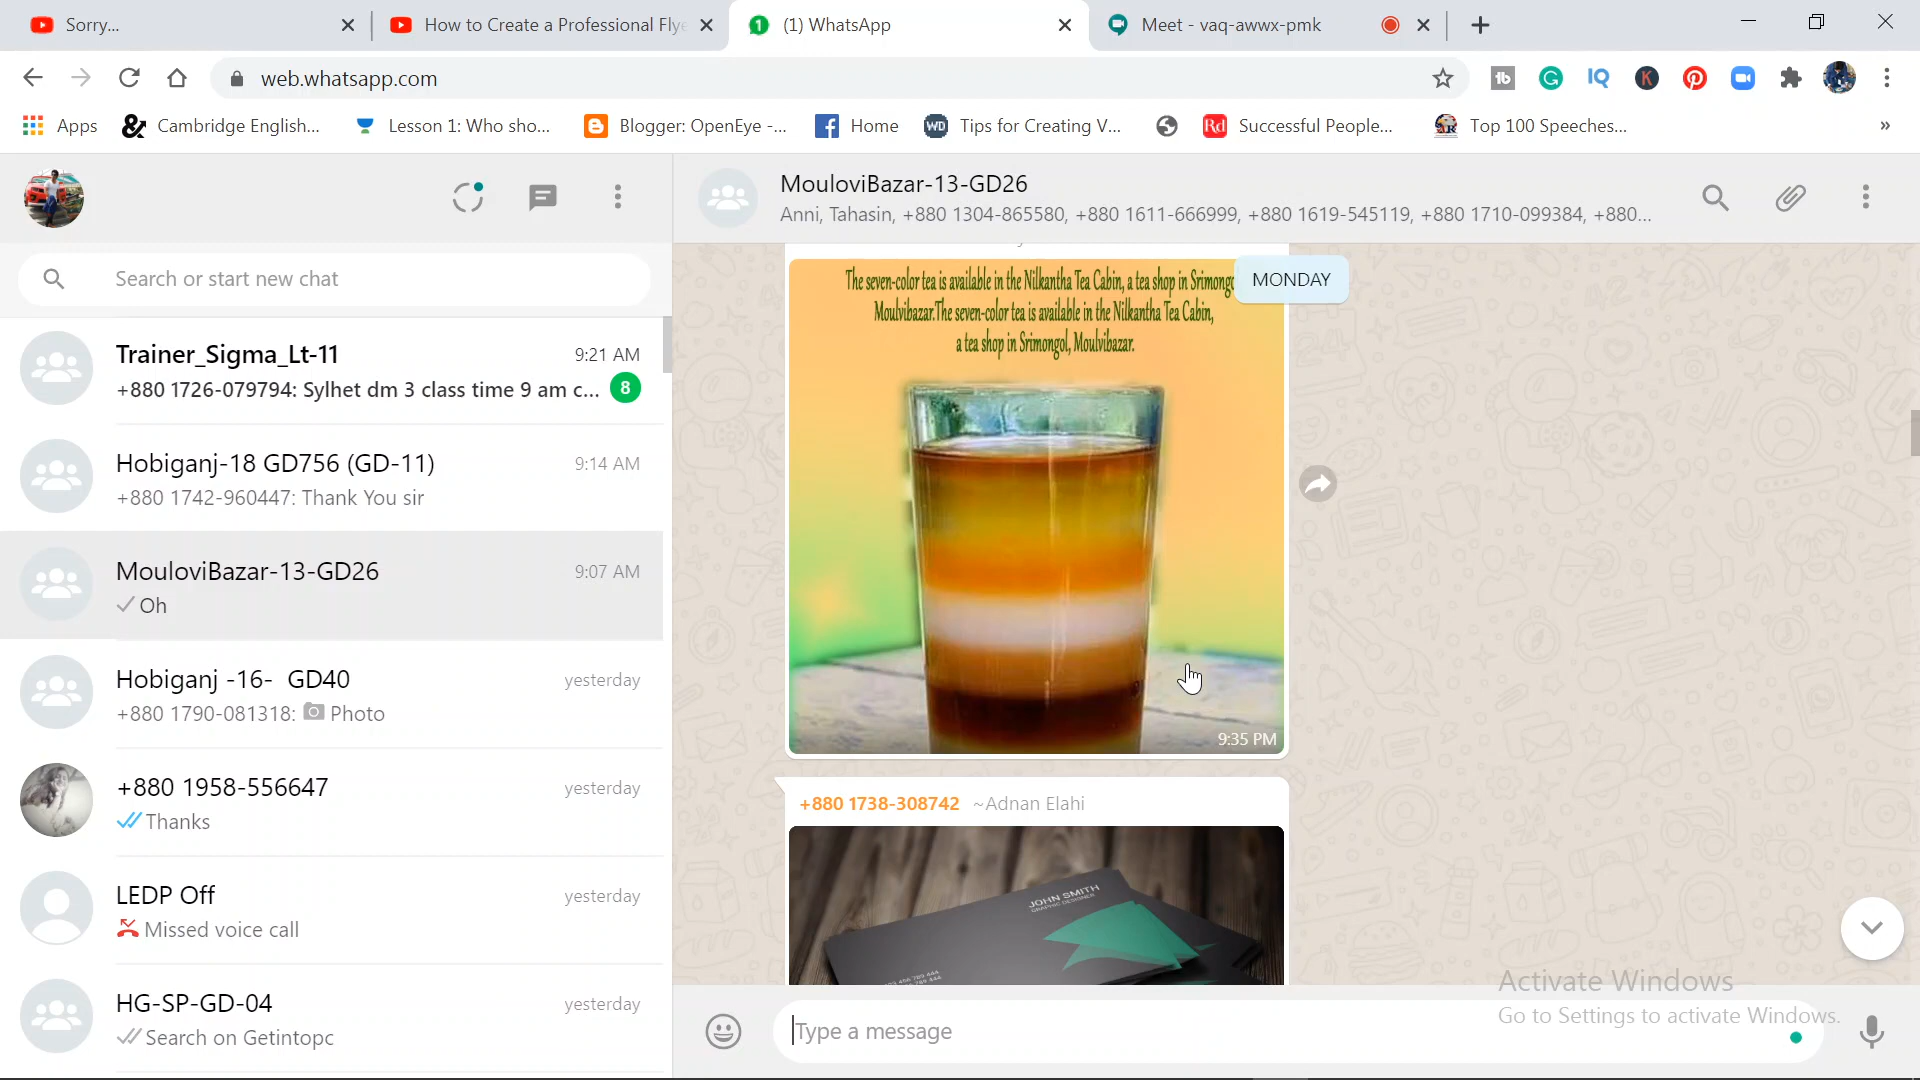 Sorry...
How to Create a Professional Flye
(1) WhatsApp
Meet - vaq-awwx-pmk
web.whatsapp.com
Apps
Cambridge English...
Lesson 1: Who sho...
Blogger: OpenEye -...
Home
Tips for Creating V...
Successful People...
Top 100 Speeches...
MouloviBazar-13-GD26
Anni, Tahasin, +880 1304-865580, +880 1611-666999, +880 1619-545119, +880 1710-099384, +880...
Search or start new chat
Trainer_Sigma_Lt-11
9:21 AM
+880 1726-079794: Sylhet dm 3 class time 9 am c...
8
Hobiganj-18 GD756 (GD-11)
9:14 AM
+880 1742-960447: Thank You sir
MouloviBazar-13-GD26
9:07 AM
Oh
Hobiganj -16- GD40
yesterday
+880 1790-081318: Photo
+880 1958-556647
yesterday
Thanks
LEDP Off
yesterday
Missed voice call
HG-SP-GD-04
yesterday
Search on Getintopc
MONDAY
The seven-color tea is available in the Nilkantha Tea Cabin, a tea shop in Srimongo
Moulvibazar.The seven-color tea is available in the Nilkantha Tea Cabin,
a tea shop in Srimongol, Moulvibazar.
9:35 PM
+880 1738-308742 ~Adnan Elahi
JOHN SMITH
GRAPHIC DESIGNER
Activate Windows
Go to Settings to activate Windows.
Type a message